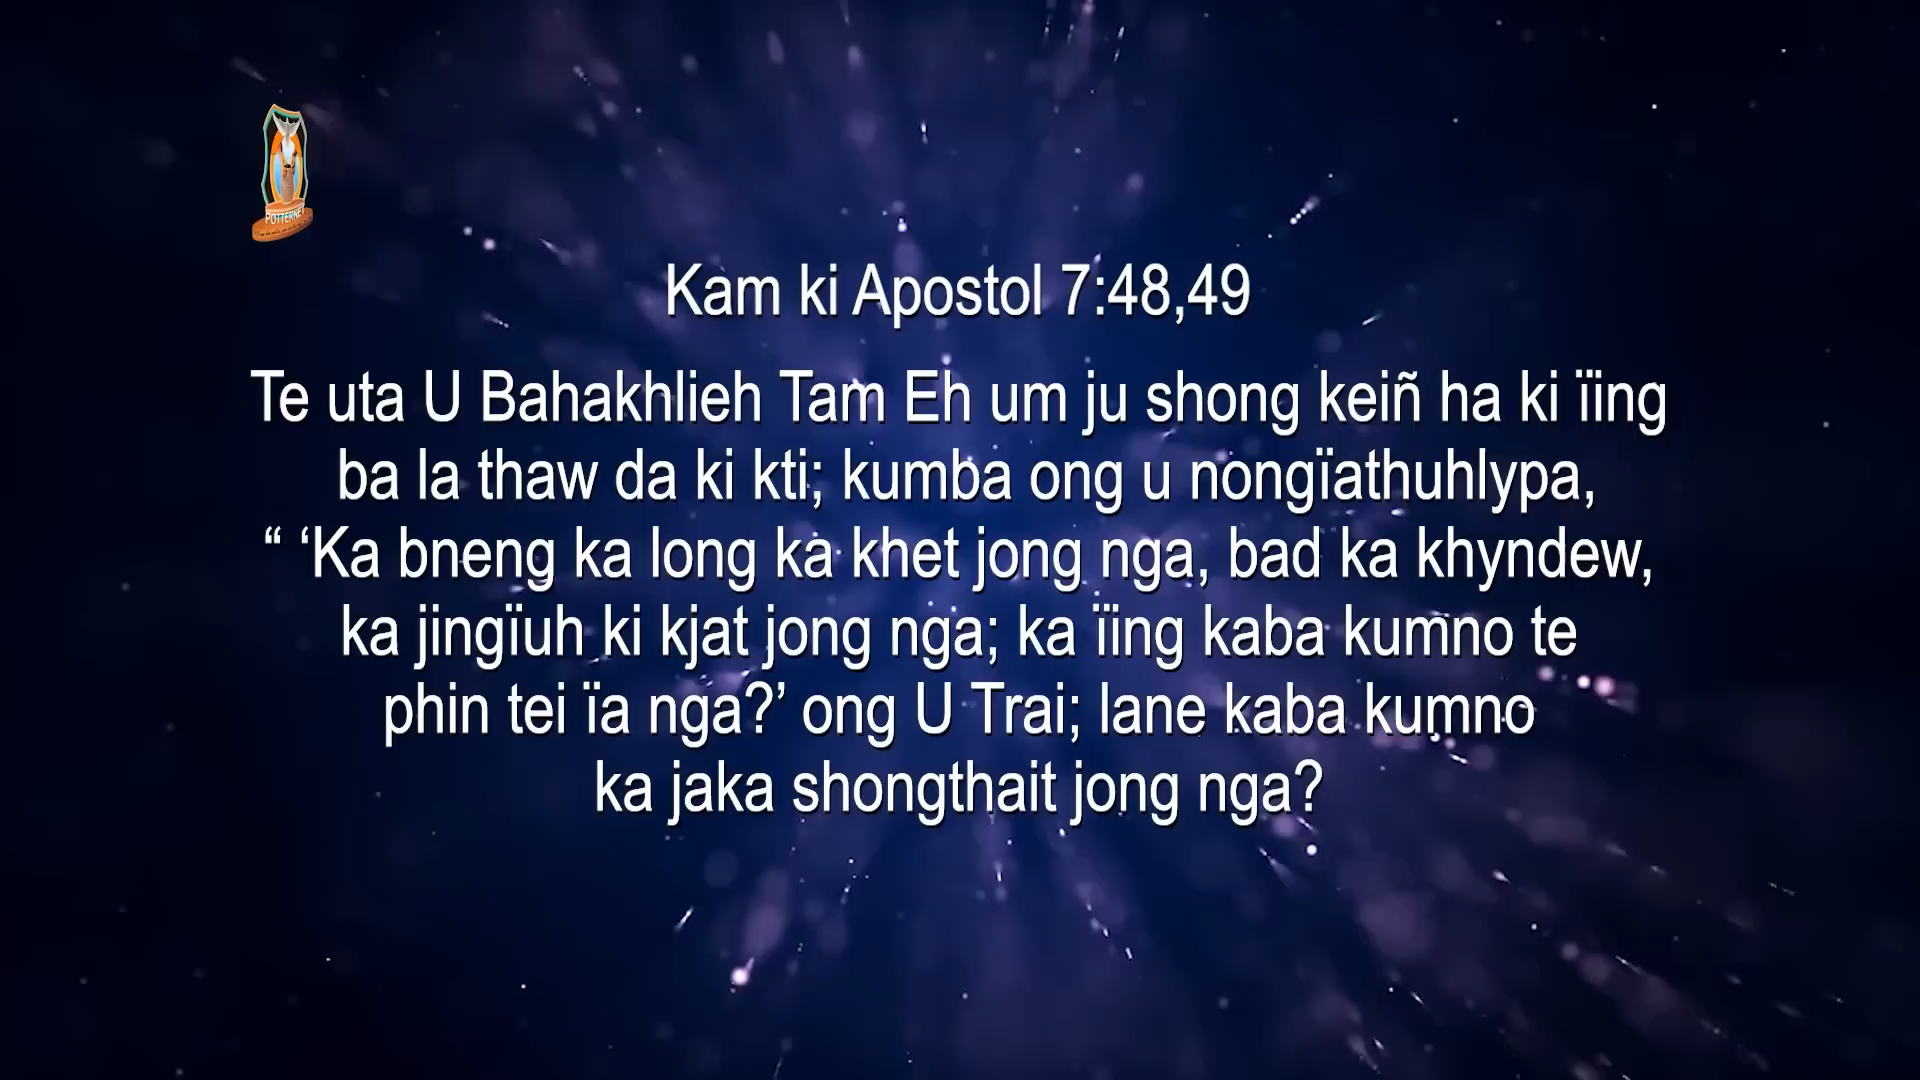 POTTERNET
Kam ki Apostol 7:48,49
Te uta U Bahakhlieh Tam Eh um ju shong keiñ ha ki ïing
ba la thaw da ki kti; kumba ong u nongïathuhlypa,
“ ‘Ka bneng ka long ka khet jong nga, bad ka khyndew,
ka jingïuh ki kjat jong nga; ka ïing kaba kumno te
phin tei ïa nga?’ ong U Trai; lane kaba kumno
ka jaka shongthait jong nga?